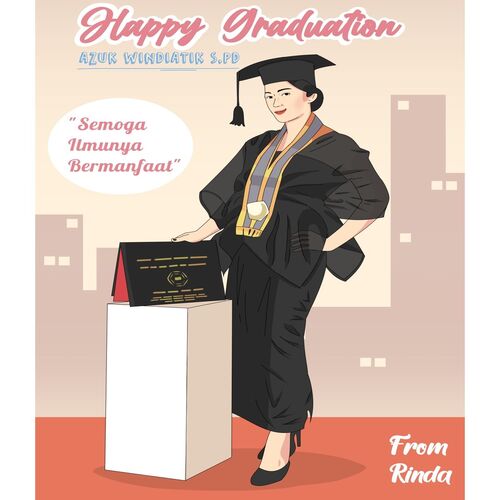 Happy Graduation
AZUK WINDIATIK S.PD
"Semoga
Ilmunya
Bermanfaat"
From
Rinda